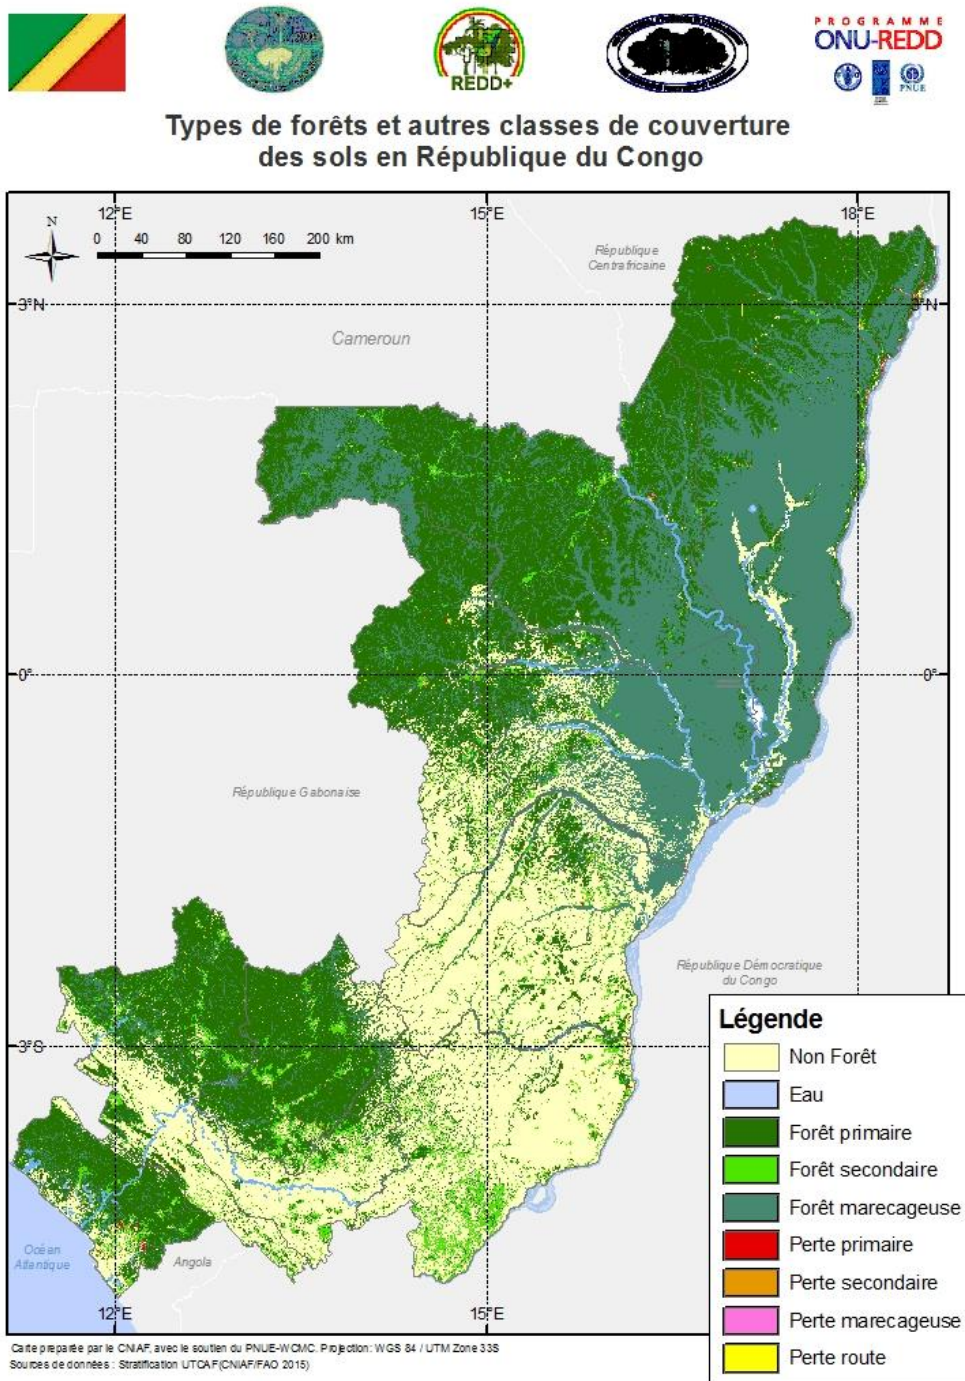 REDD+
PROGRAMME
ONU-REDD
PNUE
Types de forêts et autres classes de couverture
des sols en République du Congo
12°E
15°E
18°E
N
0 40 80 120 160 200 km
République
Centrafricaine
3°N
3°N
Cameroun
0°
0°
République Gabonaise
République Démocratique
du Congo
3°S
Océan
Atlantique
Angola
12°E
15°E
Légende
Non Forêt
Eau
Forêt primaire
Forêt secondaire
Forêt marecageuse
Perte primaire
Perte secondaire
Perte marecageuse
Perte route
Carte preparée par le CNIAF, avec le soutien du PNUE-WCMC. Projection: WGS 84 / UTM Zone 33S
Sources de données : Stratification UTCAF(CNIAF/FAO 2015)